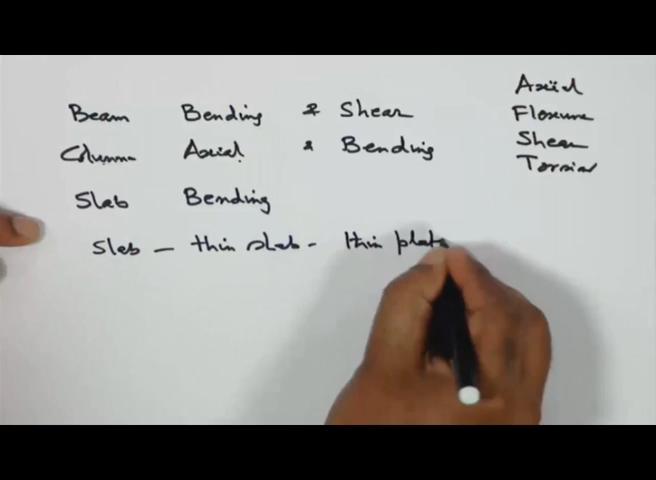 Beam Bending & Shear
Column Axial & Bending
Slab Bending
Slab – thin slab – thin plate
Axial
Flexure
Shear
Torsion